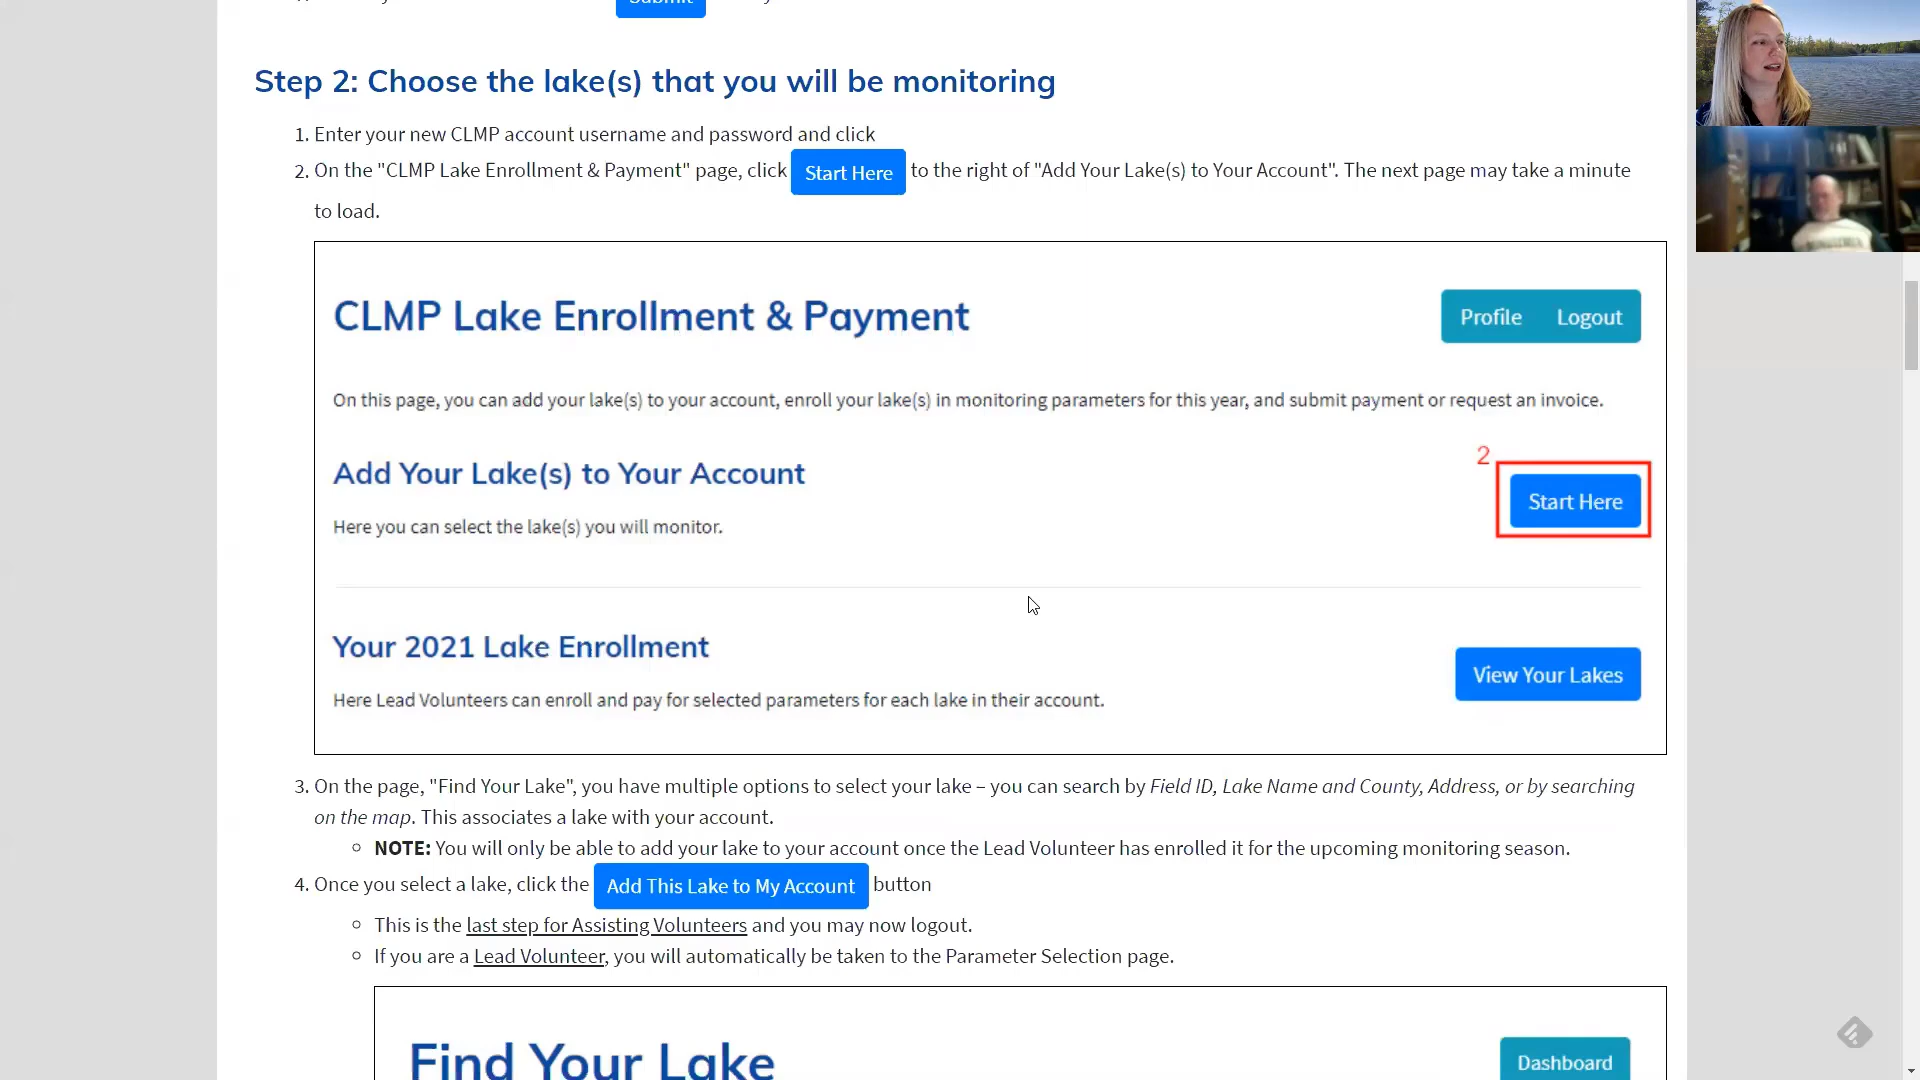 Submit
Step 2: Choose the lake(s) that you will be monitoring
1. Enter your new CLMP account username and password and click
2. On the "CLMP Lake Enrollment & Payment" page, click Start Here to the right of "Add Your Lake(s) to Your Account". The next page may take a minute
to load.
CLMP Lake Enrollment & Payment
Profile Logout
On this page, you can add your lake(s) to your account, enroll your lake(s) in monitoring parameters for this year, and submit payment or request an invoice.
2
Add Your Lake(s) to Your Account
Start Here
Here you can select the lake(s) you will monitor.
Your 2021 Lake Enrollment
View Your Lakes
Here Lead Volunteers can enroll and pay for selected parameters for each lake in their account.
3. On the page, "Find Your Lake", you have multiple options to select your lake – you can search by Field ID, Lake Name and County, Address, or by searching
on the map. This associates a lake with your account.
NOTE: You will only be able to add your lake to your account once the Lead Volunteer has enrolled it for the upcoming monitoring season.
4. Once you select a lake, click the Add This Lake to My Account button
This is the last step for Assisting Volunteers and you may now logout.
If you are a Lead Volunteer, you will automatically be taken to the Parameter Selection page.
Find Your Lake
Dashboard